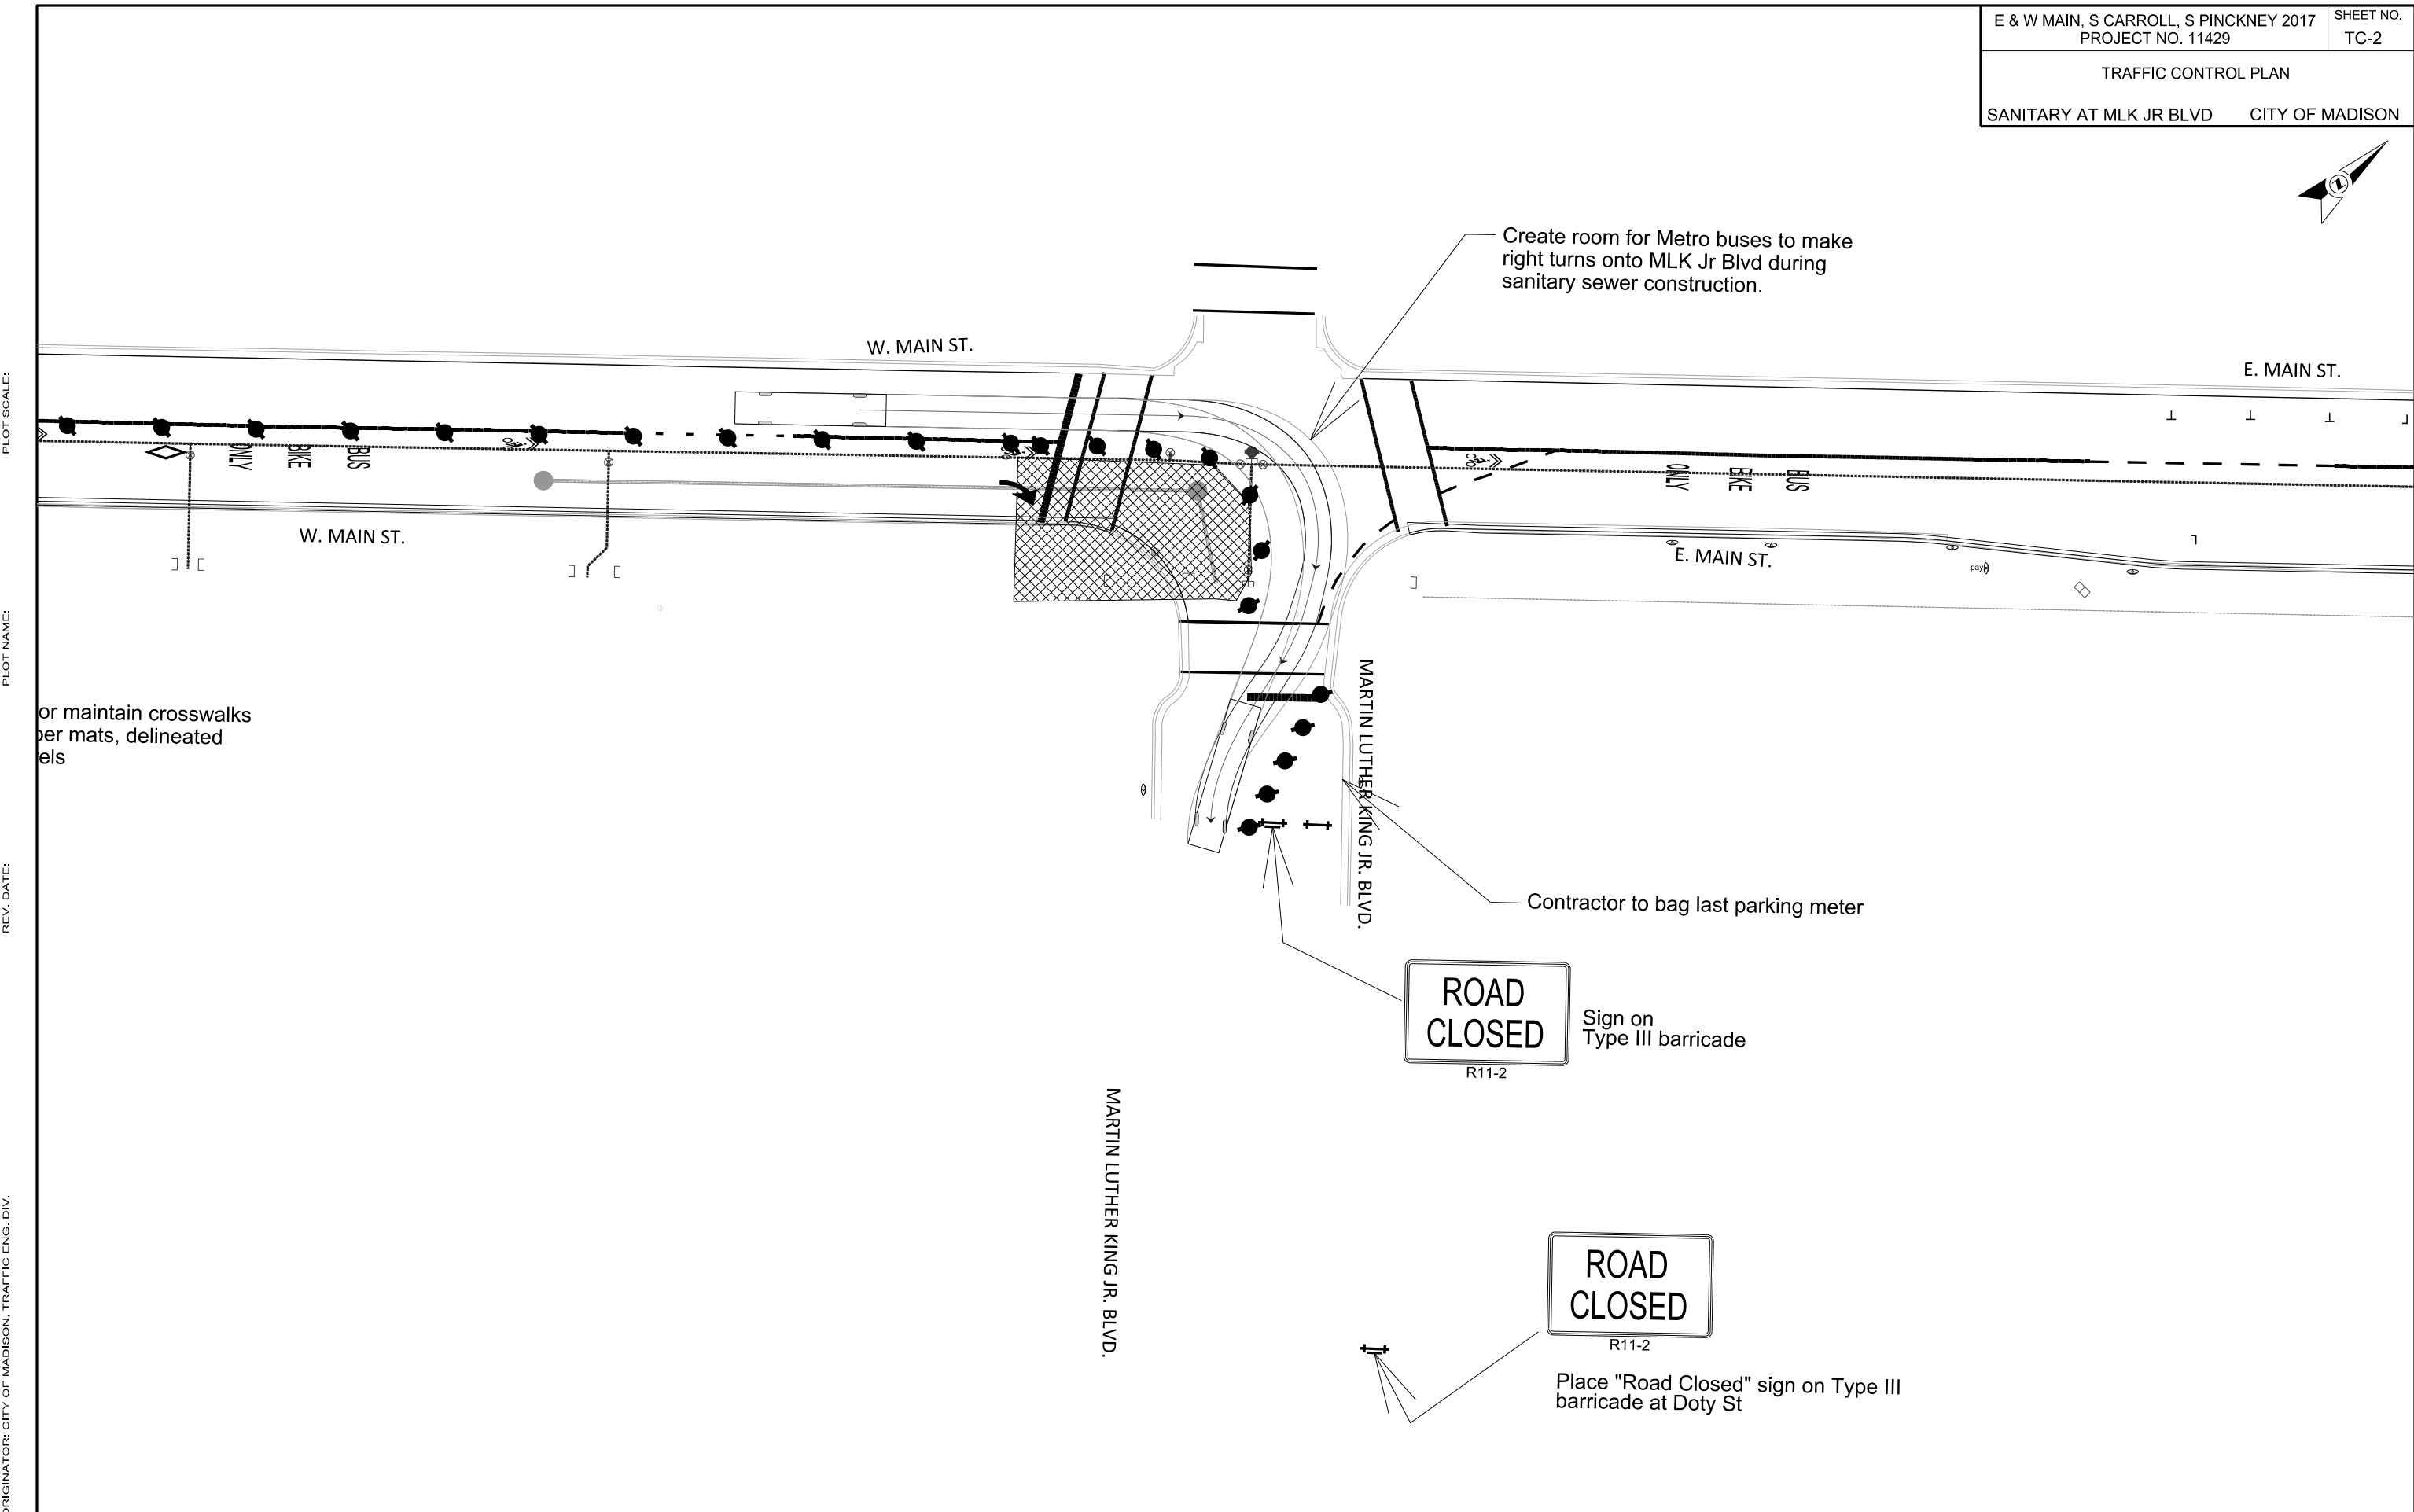 E & W MAIN, S CARROLL, S PINCKNEY 2017
PROJECT NO. 11429
SHEET NO.
TC-2
TRAFFIC CONTROL PLAN
SANITARY AT MLK JR BLVD CITY OF MADISON
Create room for Metro buses to make
right turns onto MLK Jr Blvd during
sanitary sewer construction.
W. MAIN ST.
E. MAIN ST.
ONLY
BIKE
BUS
ONLY
BIKE
BUS
W. MAIN ST.
E. MAIN ST.
pay
or maintain crosswalks
per mats, delineated
els
MARTIN LUTHER KING JR. BLVD.
Contractor to bag last parking meter
ROAD
CLOSED
R11-2
Sign on
Type III barricade
MARTIN LUTHER KING JR. BLVD.
ROAD
CLOSED
R11-2
Place "Road Closed" sign on Type III
barricade at Doty St
PLOT SCALE:
PLOT NAME:
REV. DATE:
ORIGINATOR: CITY OF MADISON, TRAFFIC ENG. DIV.